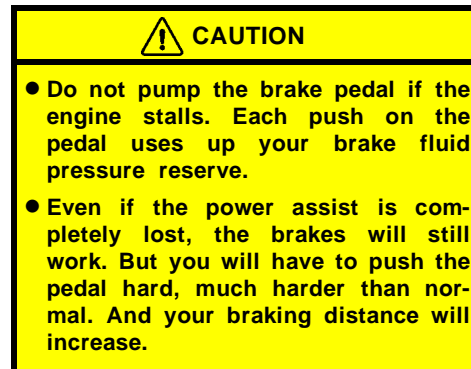 CAUTION
● Do not pump the brake pedal if the
engine stalls. Each push on the
pedal uses up your brake fluid
pressure reserve.
● Even if the power assist is com-
pletely lost, the brakes will still
work. But you will have to push the
pedal hard, much harder than nor-
mal. And your braking distance will
increase.